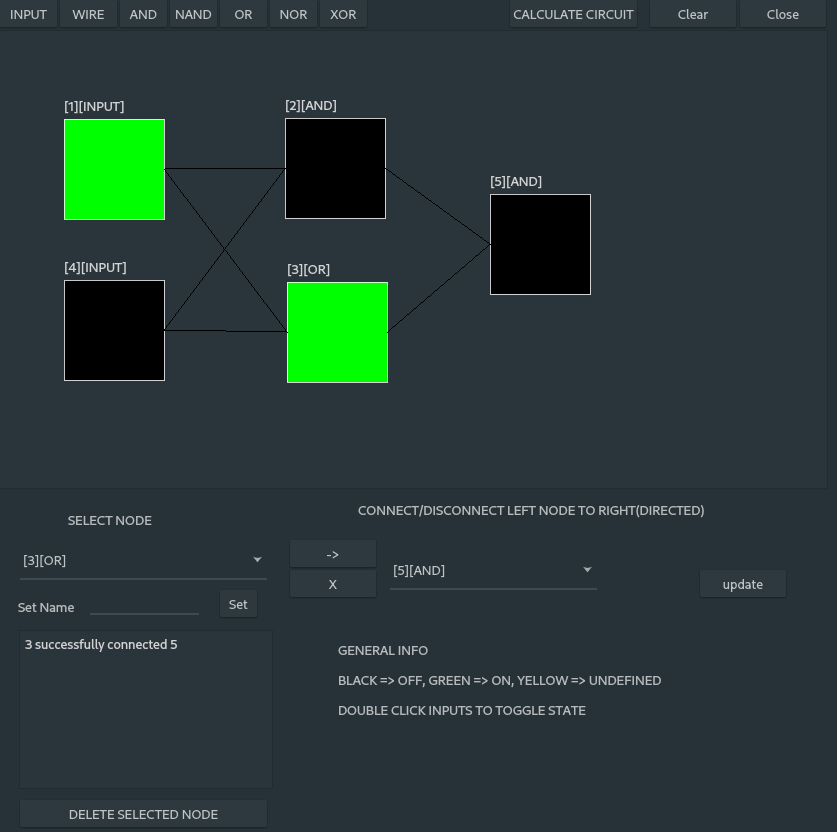 INPUT WIRE AND NAND OR NOR XOR CALCULATE CIRCUIT Clear Close
[1][INPUT]
[2][AND]
[5][AND]
[4][INPUT]
[3][OR]
SELECT NODE
CONNECT/DISCONNECT LEFT NODE TO RIGHT(DIRECTED)
[3][OR]
->
[5][AND]
X
update
Set Name
Set
3 successfully connected 5
GENERAL INFO
BLACK => OFF, GREEN => ON, YELLOW => UNDEFINED
DOUBLE CLICK INPUTS TO TOGGLE STATE
DELETE SELECTED NODE